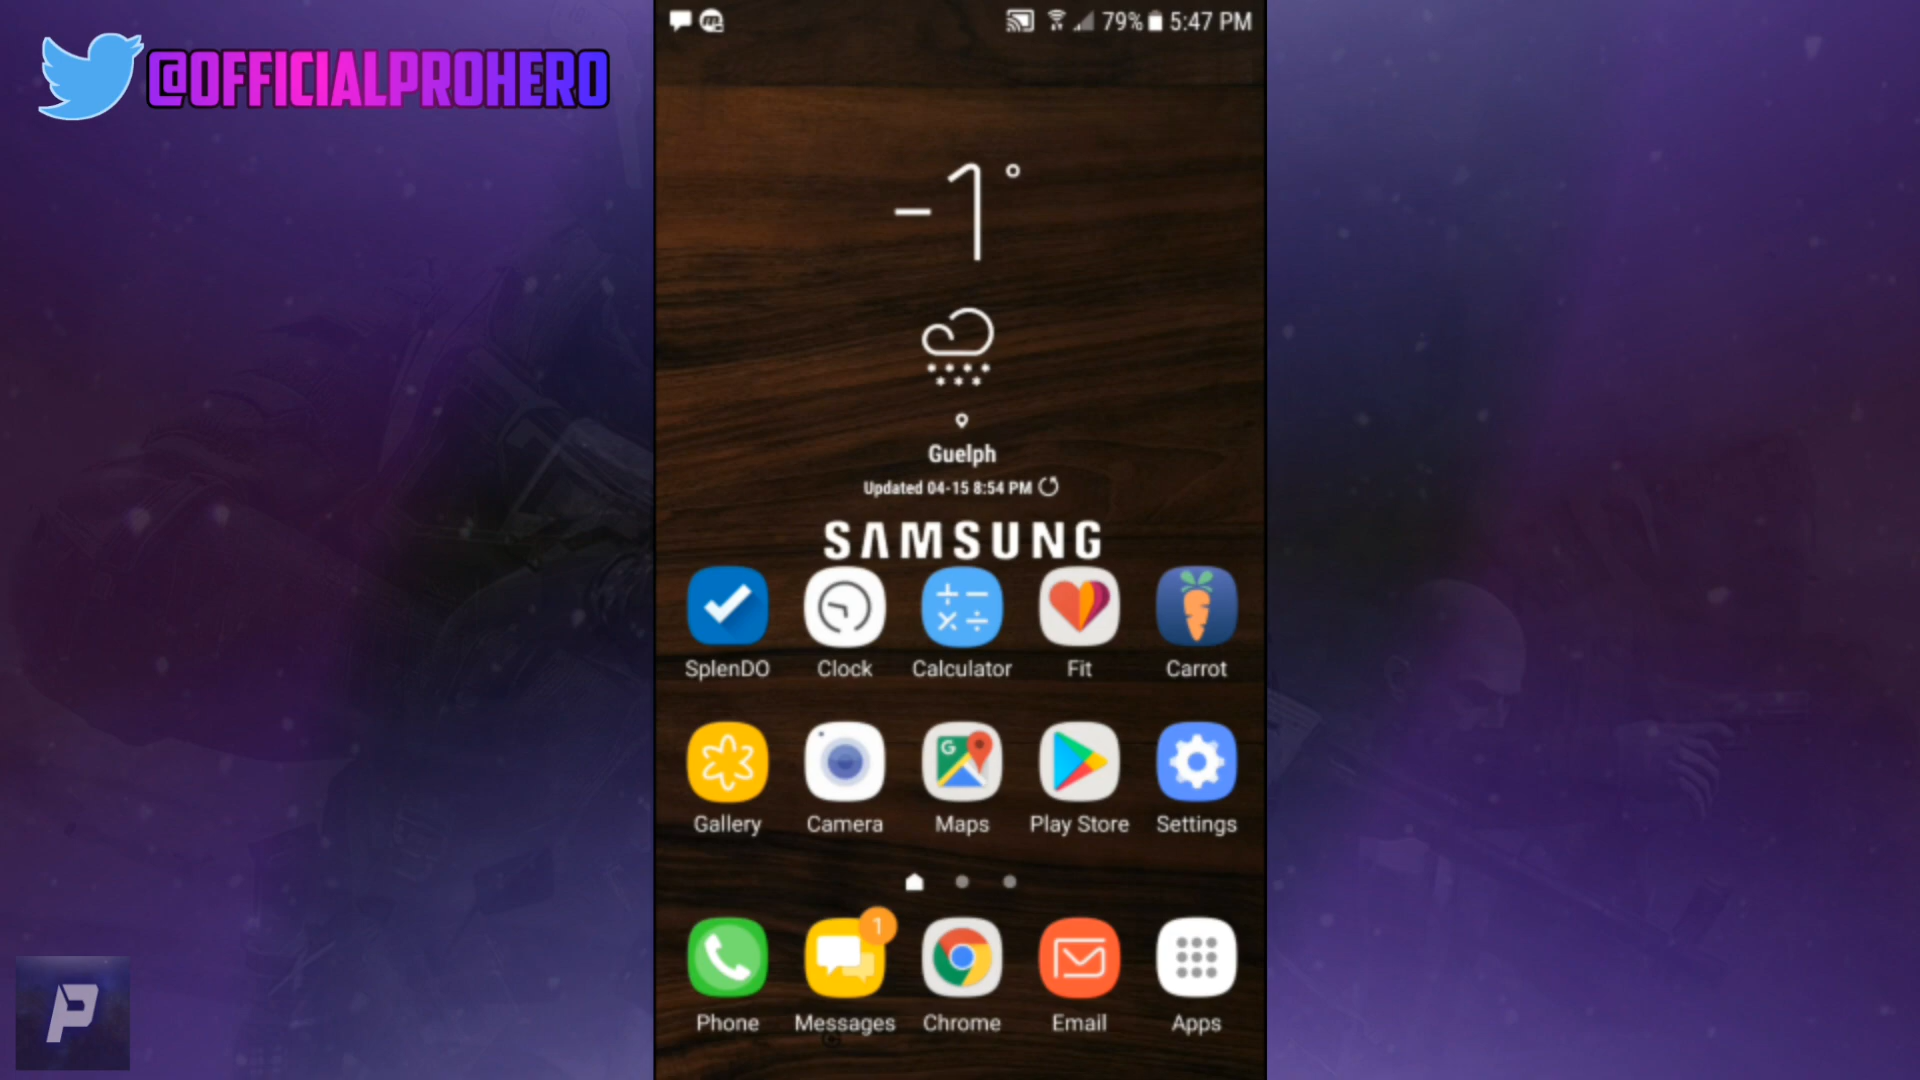 @OFFICIALPROHERO
79% 5:47 PM
-1°
Guelph
Updated 04-15 8:54 PM
SAMSUNG
SplenDO Clock Calculator Fit Carrot
Gallery Camera Maps Play Store Settings
1
Phone Messages Chrome Email Apps
P